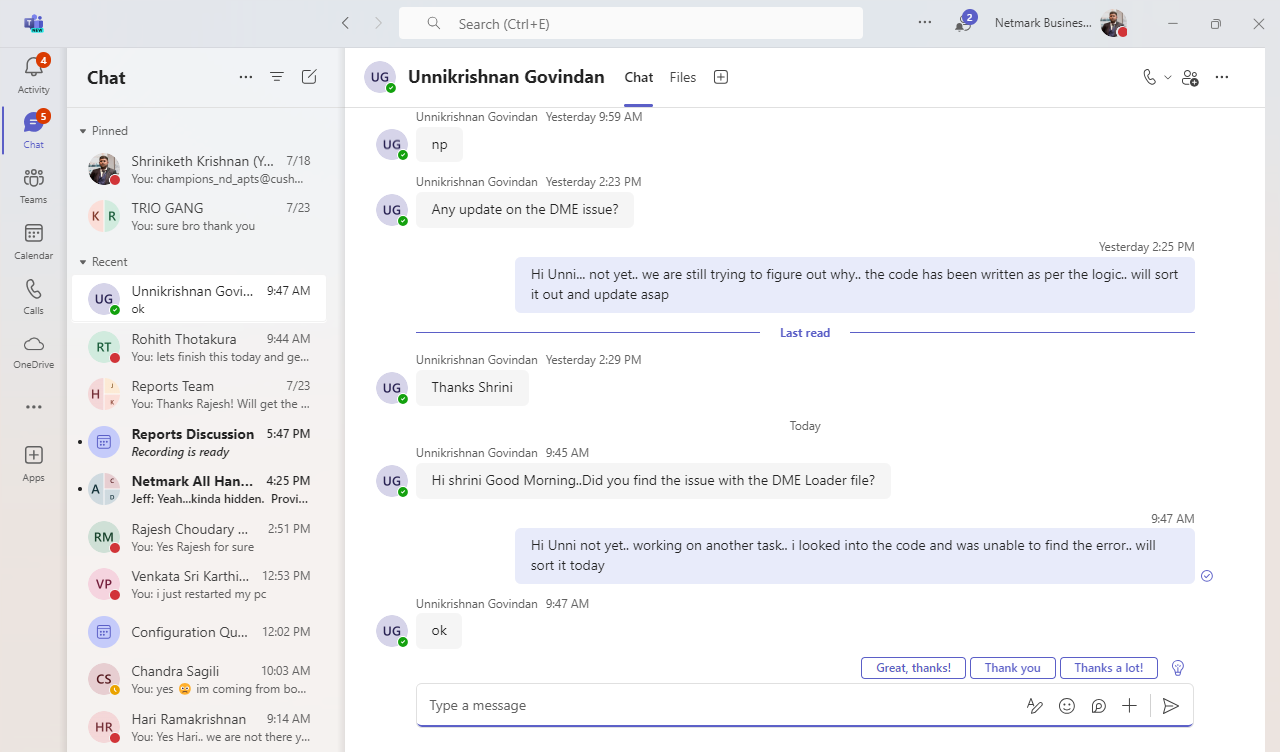 NEW
Search (Ctrl+E)
2
Netmark Busines...
4
Activity
5
Chat
Teams
Calendar
Calls
OneDrive
Apps
Chat
Pinned
Shriniketh Krishnan (Y... 7/18
You: champions_nd_apts@cush...
K R
TRIO GANG 7/23
You: sure bro thank you
Recent
UG
Unnikrishnan Govi... 9:47 AM
ok
RT
Rohith Thotakura 9:44 AM
You: lets finish this today and ge...
H J K
Reports Team 7/23
You: Thanks Rajesh! Will get the ...
Reports Discussion 5:47 PM
Recording is ready
A C D
Netmark All Han... 4:25 PM
Jeff: Yeah...kinda hidden. Provi...
RM
Rajesh Choudary ... 2:51 PM
You: Yes Rajesh for sure
VP
Venkata Sri Karthi... 12:53 PM
You: i just restarted my pc
Configuration Qu... 12:02 PM
CS
Chandra Sagili 10:03 AM
You: yes 😳 im coming from bo...
HR
Hari Ramakrishnan 9:14 AM
You: Yes Hari.. we are not there y...
UG
Unnikrishnan Govindan
Chat Files
Unnikrishnan Govindan Yesterday 9:59 AM
UG
np
Unnikrishnan Govindan Yesterday 2:23 PM
UG
Any update on the DME issue?
Yesterday 2:25 PM
Hi Unni... not yet.. we are still trying to figure out why.. the code has been written as per the logic.. will sort
it out and update asap
Last read
Unnikrishnan Govindan Yesterday 2:29 PM
UG
Thanks Shrini
Today
Unnikrishnan Govindan 9:45 AM
UG
Hi shrini Good Morning..Did you find the issue with the DME Loader file?
9:47 AM
Hi Unni not yet.. working on another task.. i looked into the code and was unable to find the error.. will
sort it today
Unnikrishnan Govindan 9:47 AM
UG
ok
Great, thanks! Thank you Thanks a lot!
Type a message